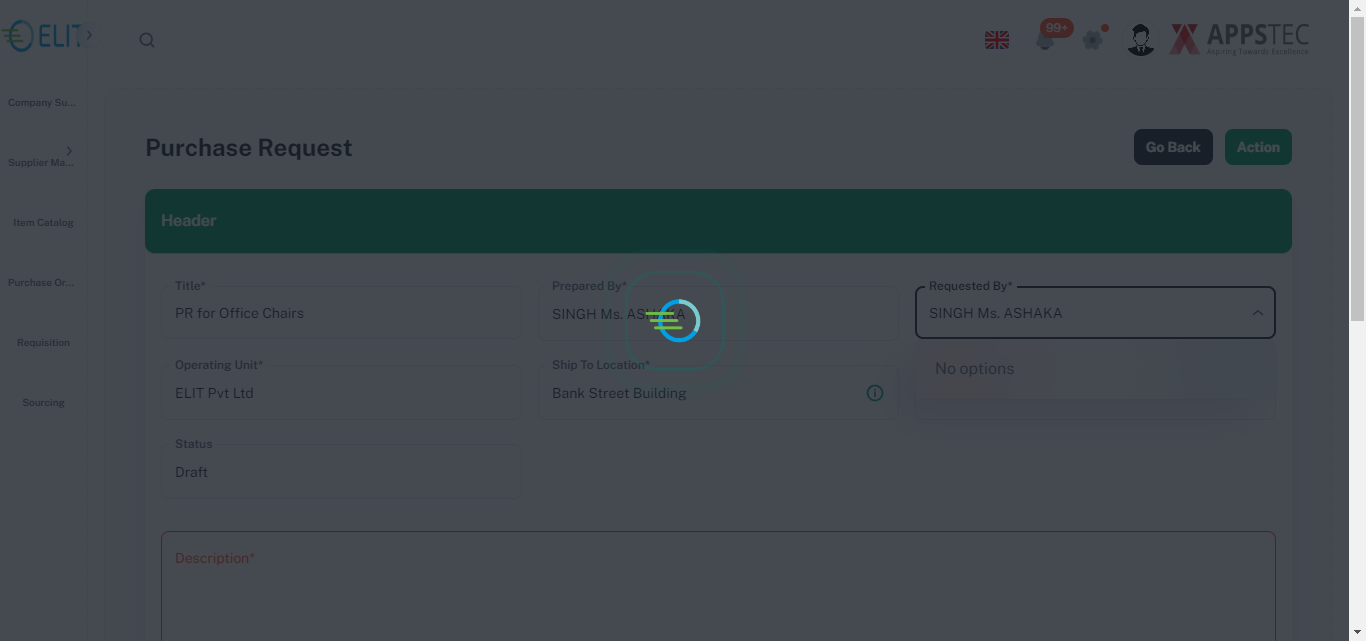 ELIT
99+
APPSTEC
Aspiring Towards Excellence
Company Su...
Supplier Ma...
Item Catalog
Purchase Or...
Requisition
Sourcing
Purchase Request
Go Back
Action
Header
Title*
PR for Office Chairs
Prepared By*
SINGH Ms. ASHAKA
Requested By*
SINGH Ms. ASHAKA
No options
Operating Unit*
ELIT Pvt Ltd
Ship To Location*
Bank Street Building
Status
Draft
Description*